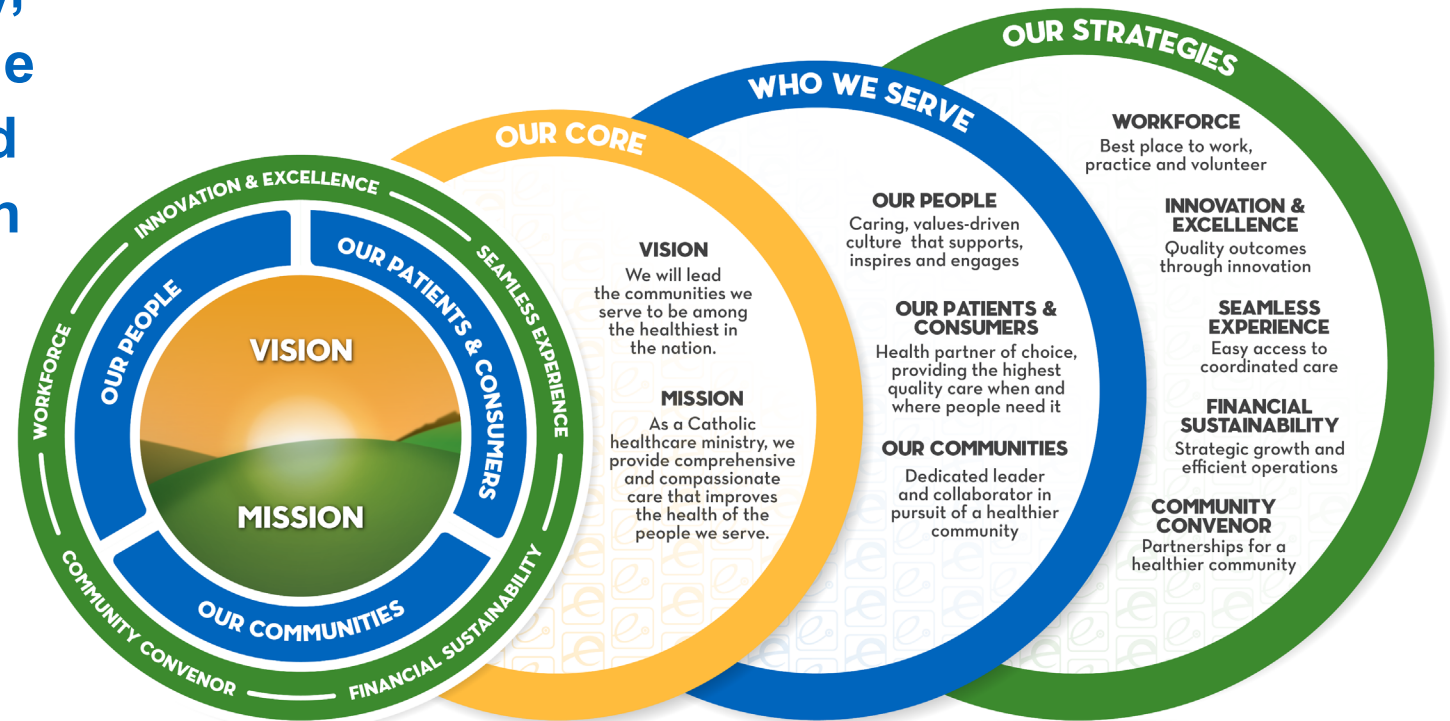 INNOVATION & EXCELLENCE
SEAMLESS EXPERIENCE
FINANCIAL SUSTAINABILITY
COMMUNITY CONVENOR
WORKFORCE
OUR PEOPLE
OUR PATIENTS & CONSUMERS
OUR COMMUNITIES
VISION
MISSION
OUR CORE
VISION
We will lead
the communities we
serve to be among
the healthiest in
the nation.
MISSION
As a Catholic
healthcare ministry, we
provide comprehensive
and compassionate
care that improves
the health of the
people we serve.
WHO WE SERVE
OUR PEOPLE
Caring, values-driven
culture that supports,
inspires and engages
OUR PATIENTS &
CONSUMERS
Health partner of choice,
providing the highest
quality care when and
where people need it
OUR COMMUNITIES
Dedicated leader
and collaborator in
pursuit of a healthier
community
OUR STRATEGIES
WORKFORCE
Best place to work,
practice and volunteer
INNOVATION &
EXCELLENCE
Quality outcomes
through innovation
SEAMLESS
EXPERIENCE
Easy access to
coordinated care
FINANCIAL
SUSTAINABILITY
Strategic growth and
efficient operations
COMMUNITY
CONVENOR
Partnerships for a
healthier community